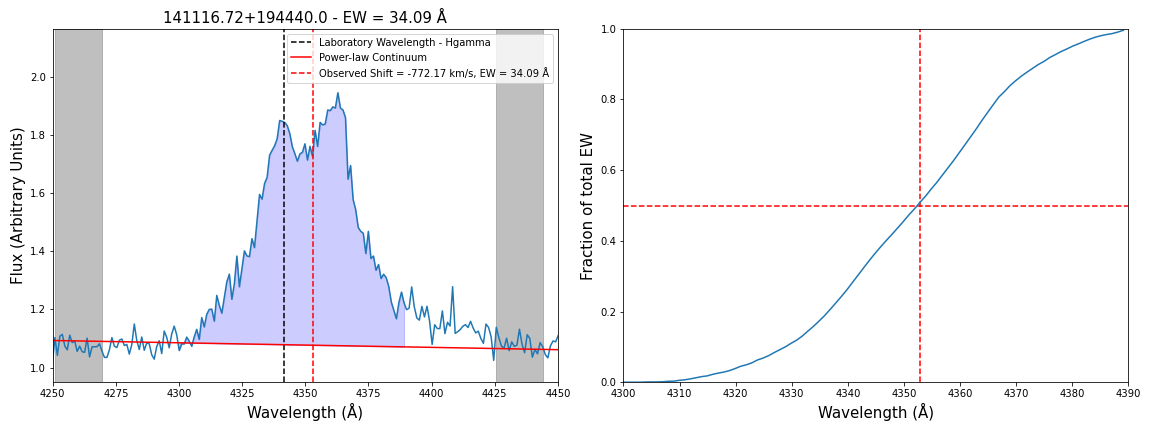 141116.72+194440.0 - EW = 34.09 Å
Laboratory Wavelength - Hgamma
Power-law Continuum
Observed Shift = -772.17 km/s, EW = 34.09 Å
Flux (Arbitrary Units)
2.0
1.8
1.6
1.4
1.2
1.0
4250 4275 4300 4325 4350 4375 4400 4425 4450
Wavelength (Å)
Fraction of total EW
1.0
0.8
0.6
0.4
0.2
0.0
4300 4310 4320 4330 4340 4350 4360 4370 4380 4390
Wavelength (Å)